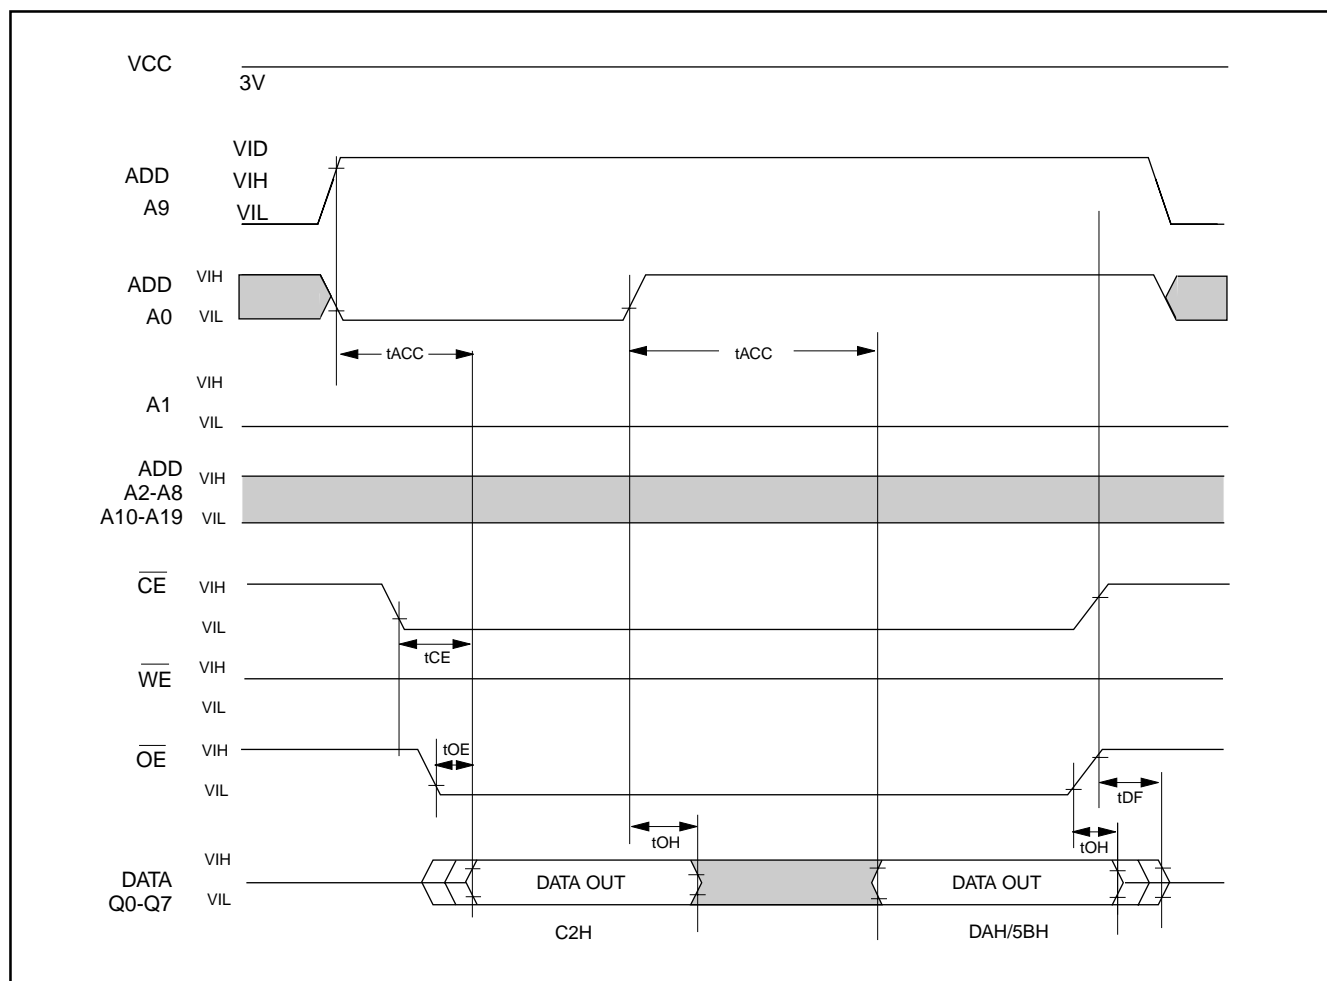 VCC
3V
VID
ADD
VIH
A9
VIL
ADD
VIH
A0
VIL
tACC
tACC
VIH
A1
VIL
ADD
A2-A8
VIH
A10-A19
VIL
CE
VIH
VIL
tCE
WE
VIH
VIL
OE
VIH
tOE
VIL
tDF
tOH
tOH
VIH
DATA
DATA OUT
DATA OUT
Q0-Q7
VIL
C2H
DAH/5BH